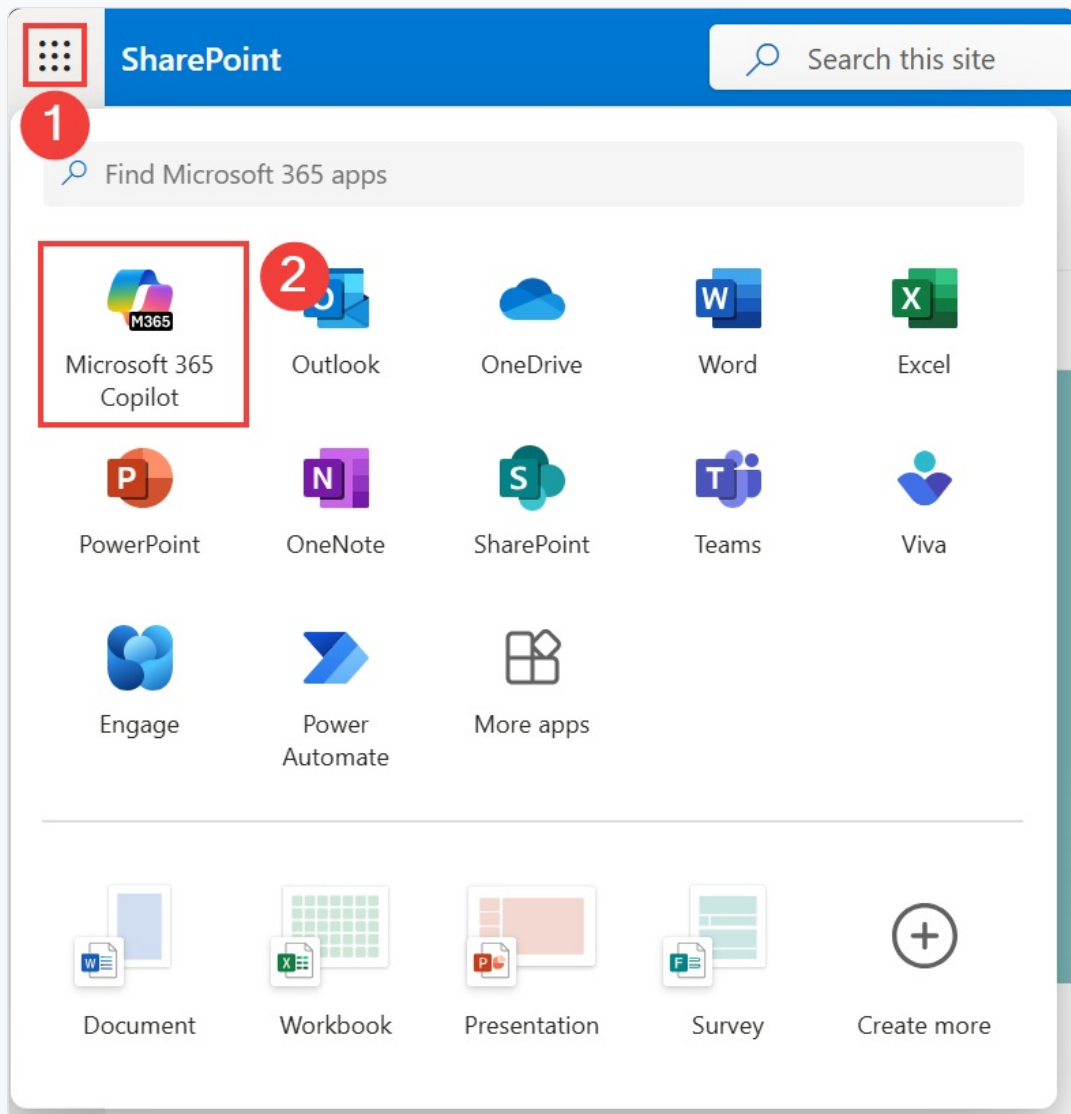 SharePoint
Search this site
1
Find Microsoft 365 apps
2
M365
O
W
X
Microsoft 365
Copilot
Outlook
OneDrive
Word
Excel
P
N
S
T
PowerPoint
OneNote
SharePoint
Teams
Viva
Engage
Power
Automate
More apps
W
X
P
F
Document
Workbook
Presentation
Survey
Create more